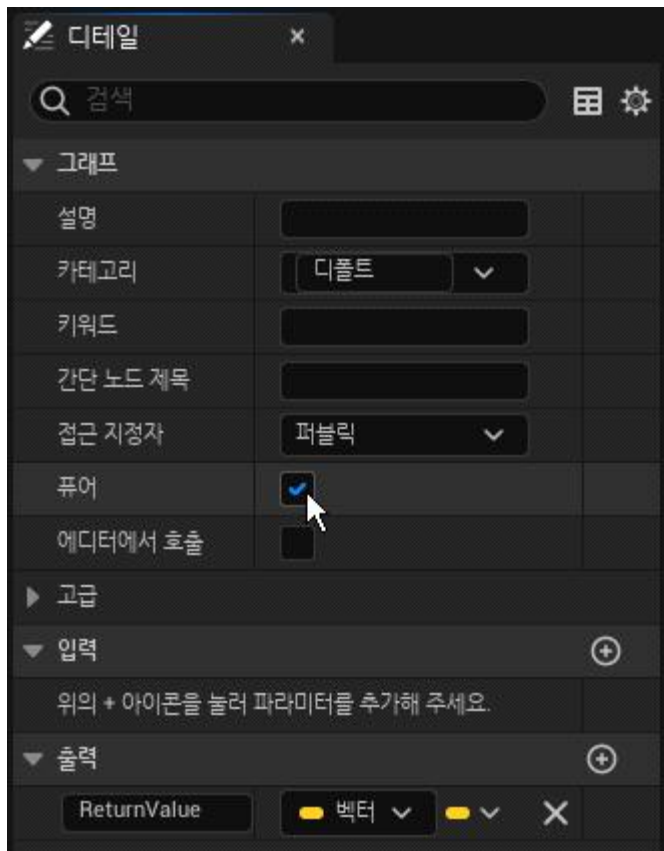 디테일
검색
그래프
설명
카테고리 디폴트
키워드
간단 노드 제목
접근 지정자 퍼블릭
퓨어
에디터에서 호출
고급
입력
위의 + 아이콘을 눌러 파라미터를 추가해 주세요.
출력
ReturnValue 벡터